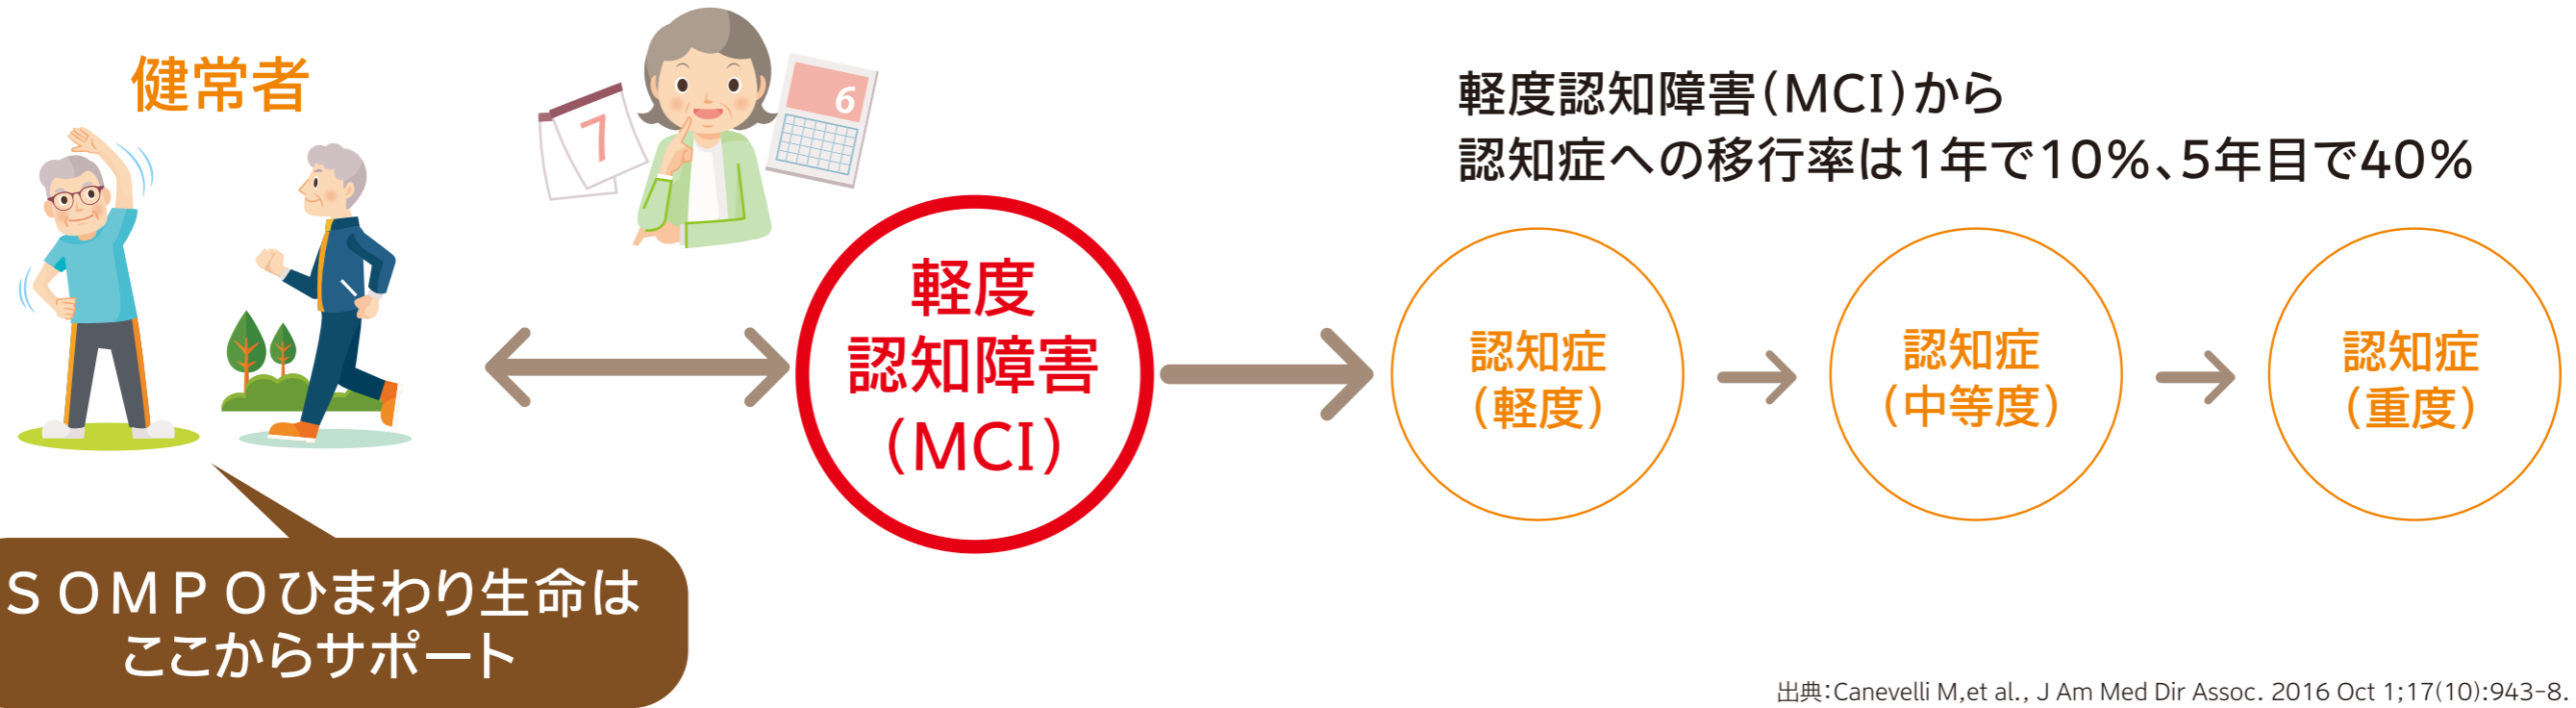 健常者
7
6
軽度認知障害(MCI)から
認知症への移行率は1年で10%、5年目で40%
軽度
認知障害
(MCI)
認知症
(軽度)
認知症
(中等度)
認知症
(重度)
SOMPOひまわり生命は
ここからサポート
出典:Canevelli M,et al., J Am Med Dir Assoc. 2016 Oct 1;17(10):943-8.